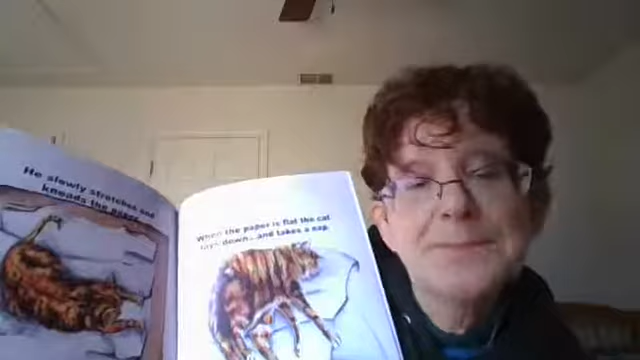 He slowly stretches and
kneads the paper.
When the paper is flat the cat
lays down...and takes a nap.